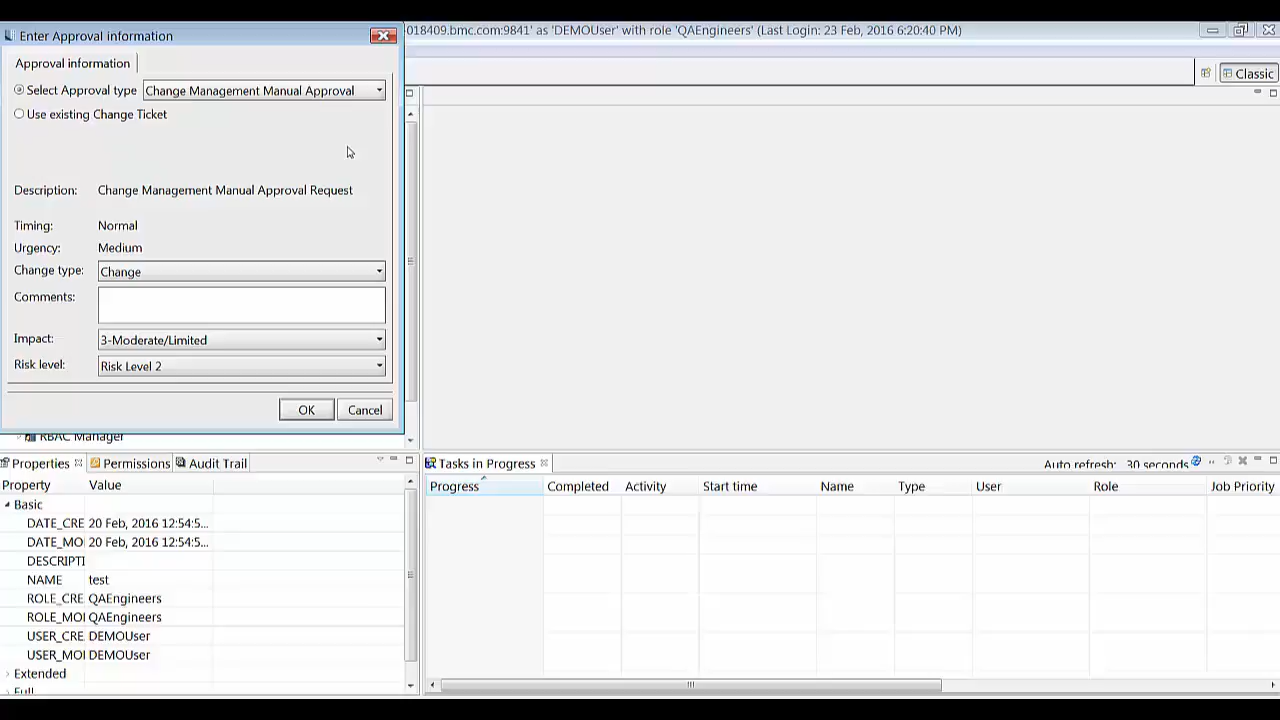 Enter Approval information
018409.bmc.com:9841' as 'DEMOUser' with role 'QAEngineers' (Last Login: 23 Feb, 2016 6:20:40 PM)
Approval information
Classic
Select Approval type Change Management Manual Approval
Use existing Change Ticket
Description: Change Management Manual Approval Request
Timing: Normal
Urgency: Medium
Change type: Change
Comments:
Impact: 3-Moderate/Limited
Risk level: Risk Level 2
OK Cancel
RBAC Manager
Properties Permissions Audit Trail
Tasks in Progress Auto refresh: 30 seconds
Property Value
Progress Completed Activity Start time Name Type User Role Job Priority
Basic
DATE_CRE 20 Feb, 2016 12:54:5...
DATE_MO 20 Feb, 2016 12:54:5...
DESCRIPTI
NAME test
ROLE_CRE QAEngineers
ROLE_MO QAEngineers
USER_CRE DEMOUser
USER_MO DEMOUser
Extended
Full